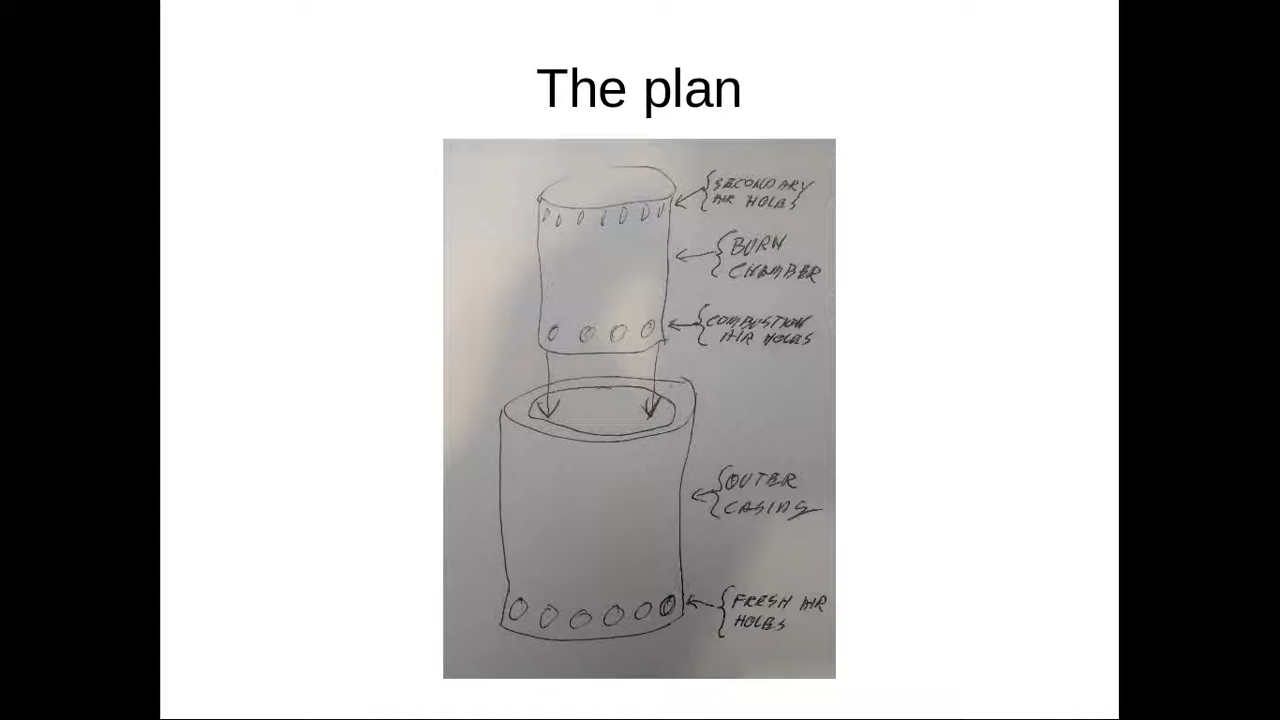 The plan
SECONDARY
AIR HOLES
BURN
CHAMBER
COMBUSTION
AIR HOLES
OUTER
CASING
FRESH AIR
HOLES